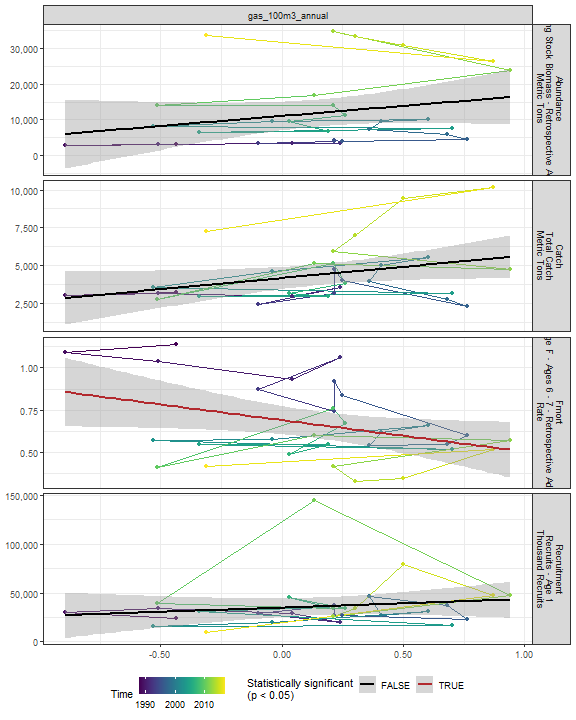 gas_100m3_annual
30,000
20,000
10,000
0
Abundance
Stock Biomass - Retrospective
Metric Tons
10,000
7,500
5,000
2,500
Catch
Total Catch
Metric Tons
1.00
0.75
0.50
Fmort
F - Ages 6 - 7 - Retrospective
Rate
150,000
100,000
50,000
0
Recruitment
Recruits - Age 1
Thousand Recruits
-0.50
0.00
0.50
1.00
Time
1990 2000 2010
Statistically significant
(p < 0.05)
FALSE
TRUE